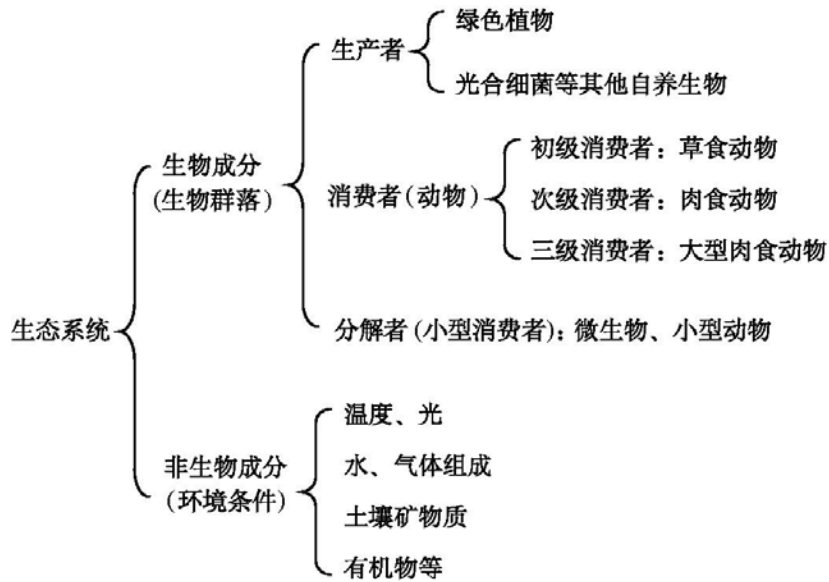 绿色植物
生产者
光合细菌等其他自养生物
初级消费者：草食动物
生物成分
(生物群落)
消费者(动物)
次级消费者：肉食动物
三级消费者：大型肉食动物
生态系统
分解者(小型消费者)：微生物、小型动物
温度、光
非生物成分
(环境条件)
水、气体组成
土壤矿物质
有机物等